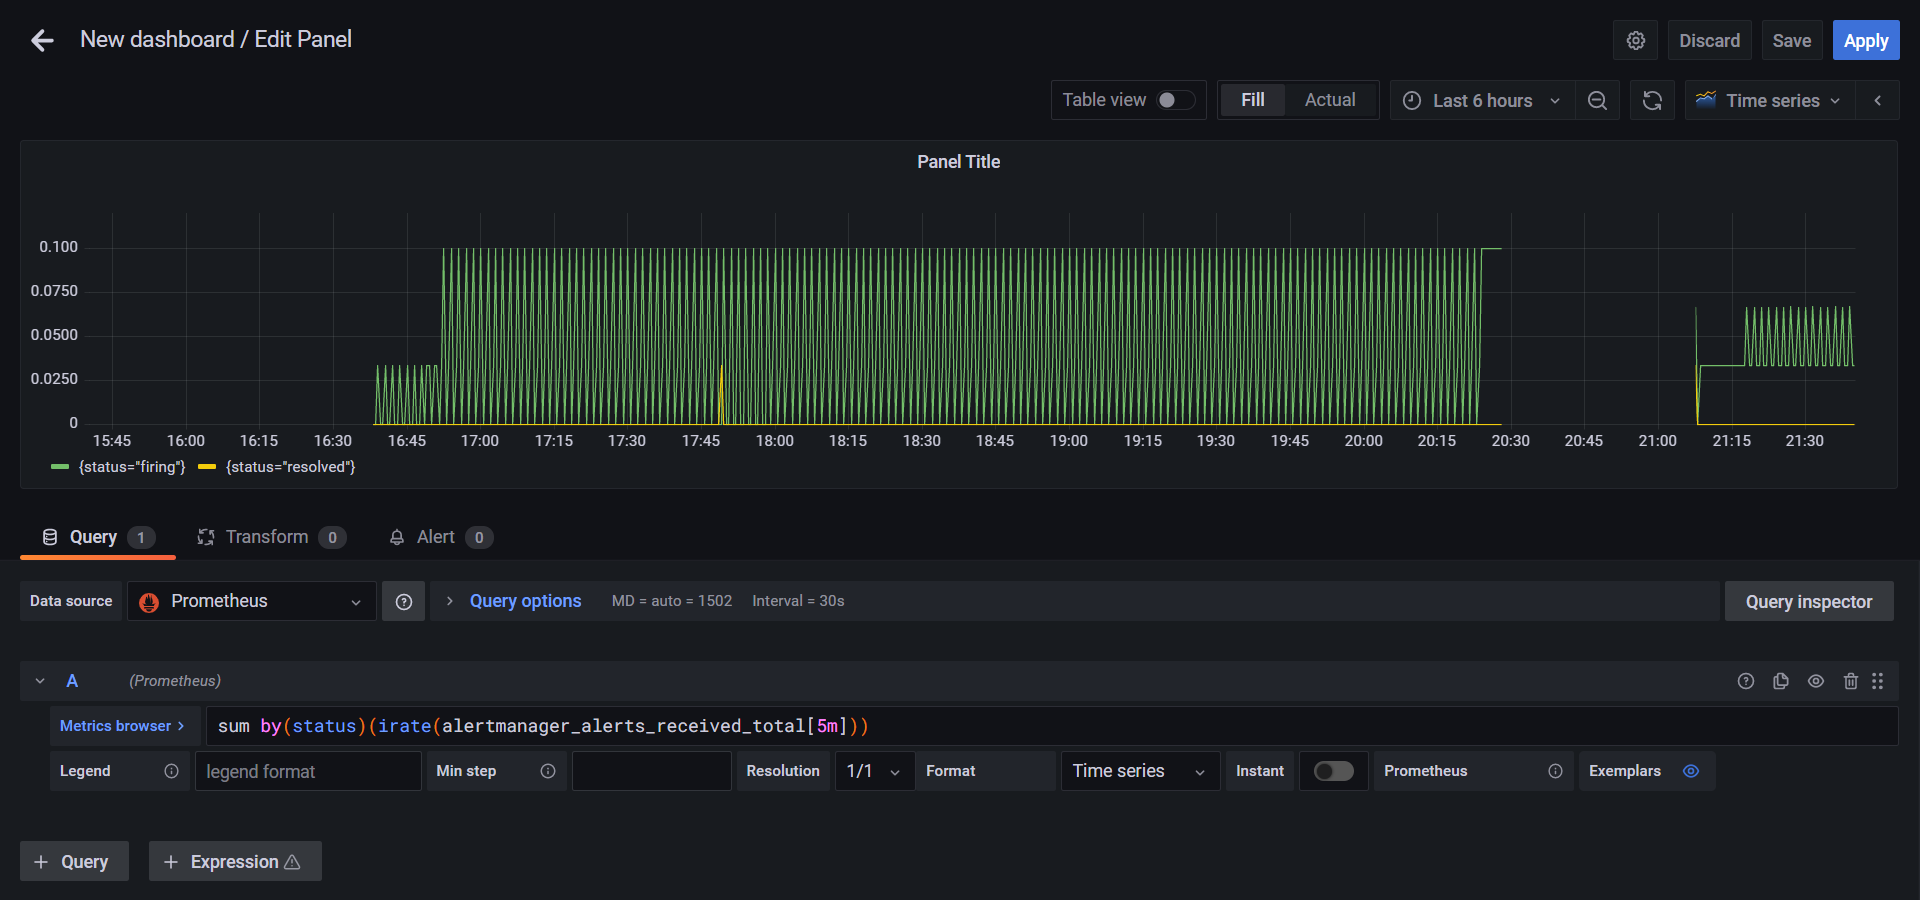 New dashboard / Edit Panel
Discard Save Apply
Table view Fill Actual Last 6 hours Time series
Panel Title
0.100
0.0750
0.0500
0.0250
0
15:45 16:00 16:15 16:30 16:45 17:00 17:15 17:30 17:45 18:00 18:15 18:30 18:45 19:00 19:15 19:30 19:45 20:00 20:15 20:30 20:45 21:00 21:15 21:30
{status="firing"} {status="resolved"}
Query 1 Transform 0 Alert 0
Data source Prometheus Query options MD = auto = 1502 Interval = 30s Query inspector
A (Prometheus)
Metrics browser > sum by(status)(irate(alertmanager_alerts_received_total[5m]))
Legend legend format Min step Resolution 1/1 Format Time series Instant Prometheus Exemplars
+ Query + Expression